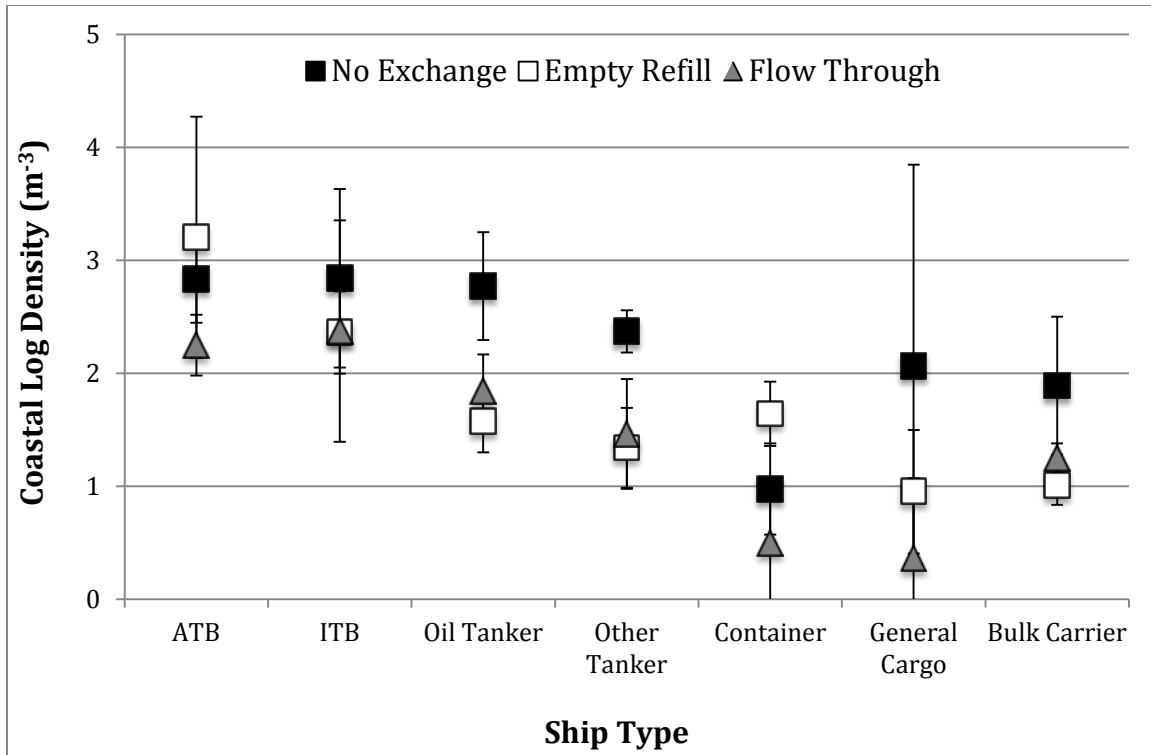 5
No Exchange Empty Refill Flow Through
4
3
2
1
0
Coastal Log Density (m-3)
ATB ITB Oil Tanker Other Tanker Container General Cargo Bulk Carrier
Ship Type